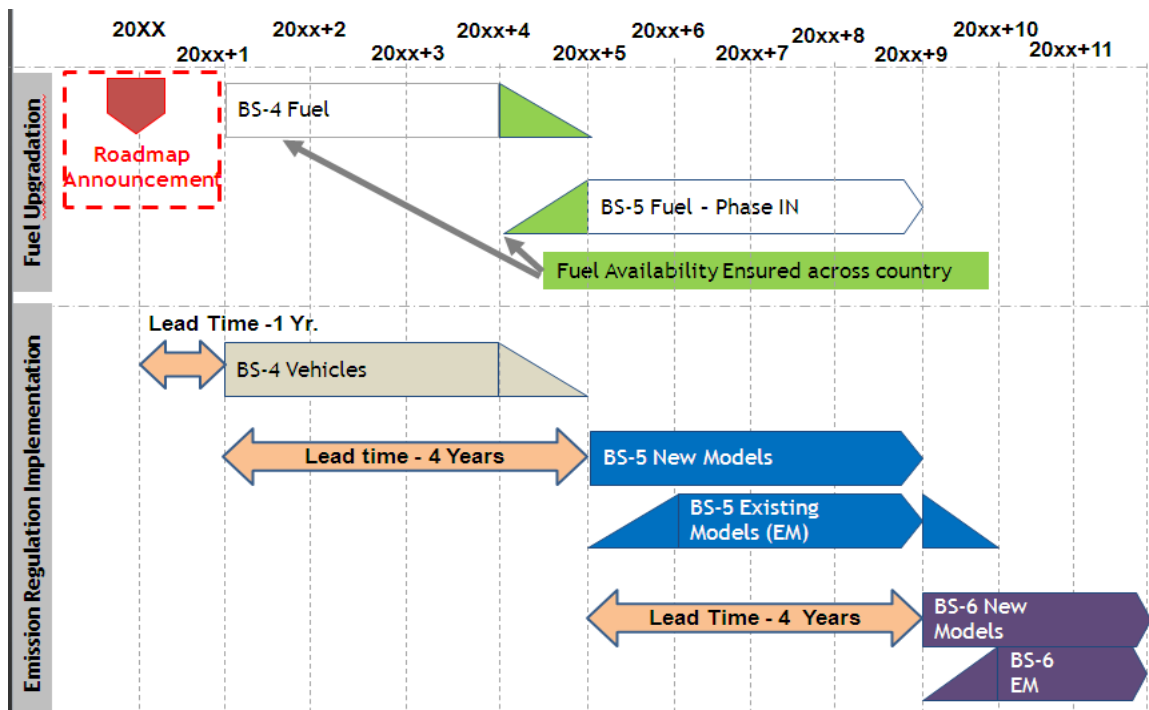 20XX
20xx+1
20xx+2
20xx+3
20xx+4
20xx+5
20xx+6
20xx+7
20xx+8
20xx+9
20xx+10
20xx+11
Fuel Upgradation
Roadmap
Announcement
BS-4 Fuel
BS-5 Fuel - Phase IN
Fuel Availability Ensured across country
Emission Regulation Implementation
Lead Time -1 Yr.
BS-4 Vehicles
Lead time - 4 Years
BS-5 New Models
BS-5 Existing
Models (EM)
Lead Time - 4 Years
BS-6 New
Models
BS-6
EM